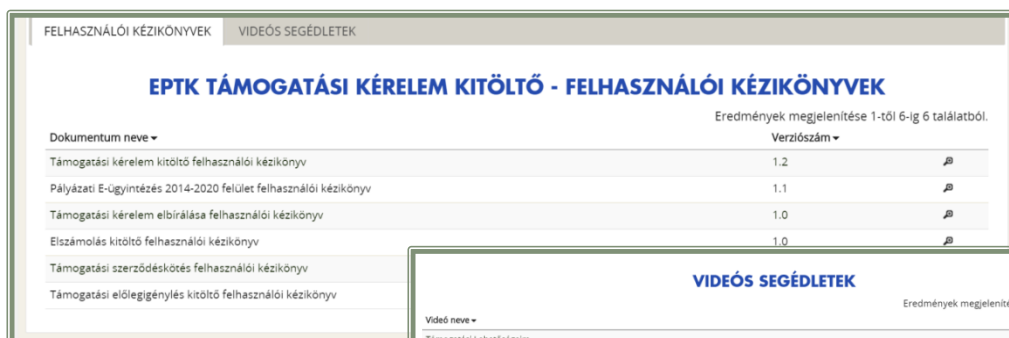 FELHASZNÁLÓI KÉZIKÖNYVEK VIDEÓS SEGÉDLETEK
EPTK TÁMOGATÁSI KÉRELEM KITÖLTŐ - FELHASZNÁLÓI KÉZIKÖNYVEK
Eredmények megjelenítése 1-től 6-ig 6 találatból.
Dokumentum neve Verziószám
Támogatási kérelem kitöltő felhasználói kézikönyv 1.2
Pályázati E-ügyintézés 2014-2020 felület felhasználói kézikönyv 1.1
Támogatási kérelem elbírálása felhasználói kézikönyv 1.0
Elszámolás kitöltő felhasználói kézikönyv 1.0
Támogatási szerződéskötés felhasználói kézikönyv
Támogatási előlegigénylés kitöltő felhasználói kézikönyv
VIDEÓS SEGÉDLETEK
Eredmények megjelenít
Videó neve